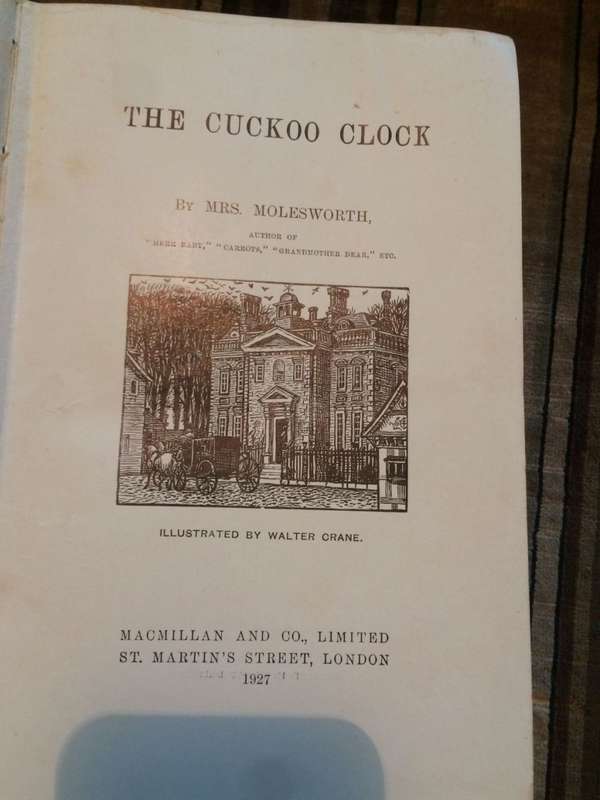 THE CUCKOO CLOCK
BY MRS. MOLESWORTH,
AUTHOR OF
"HERR BABY," "CARROTS," "GRANDMOTHER DEAR," ETC.
ILLUSTRATED BY WALTER CRANE.
MACMILLAN AND CO., LIMITED
ST. MARTIN'S STREET, LONDON
1927